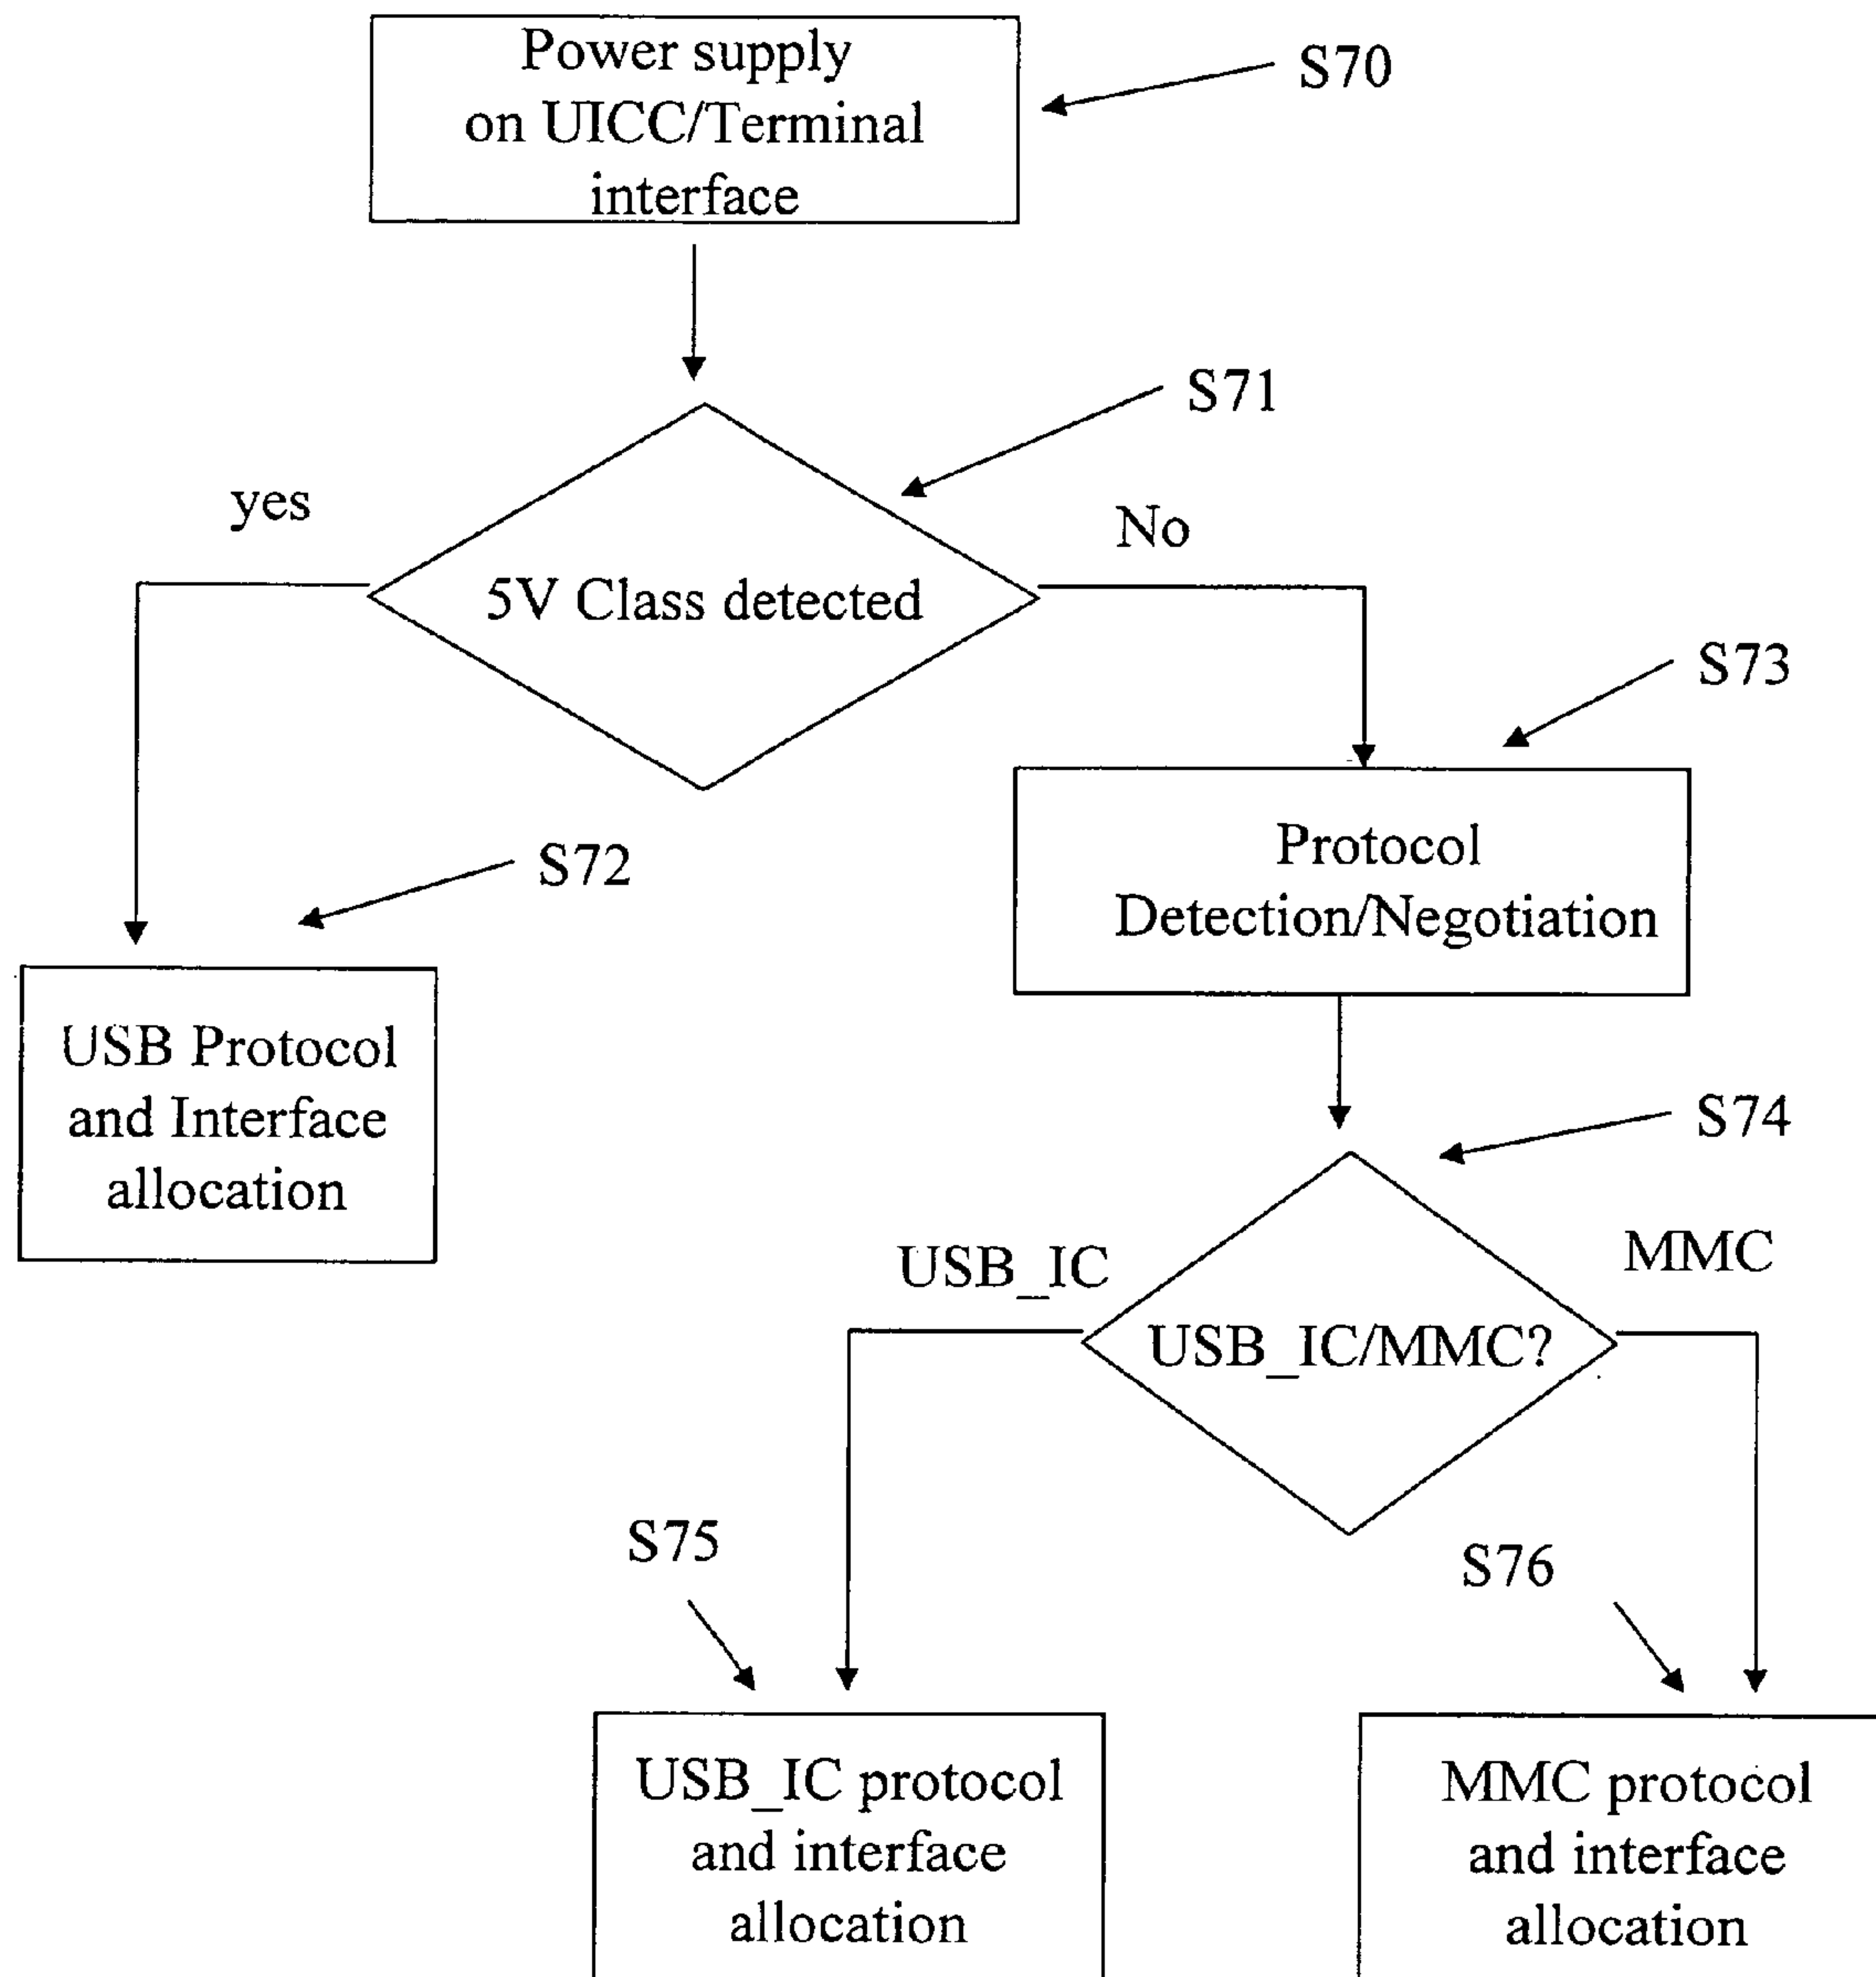 Power supply
on UICC/Terminal
interface
S70
S71
yes
No
5V Class detected
S73
Protocol
Detection/Negotiation
S72
USB Protocol
and Interface
allocation
S74
USB_IC
MMC
USB_IC/MMC?
S75
S76
USB_IC protocol
and interface
allocation
MMC protocol
and interface
allocation